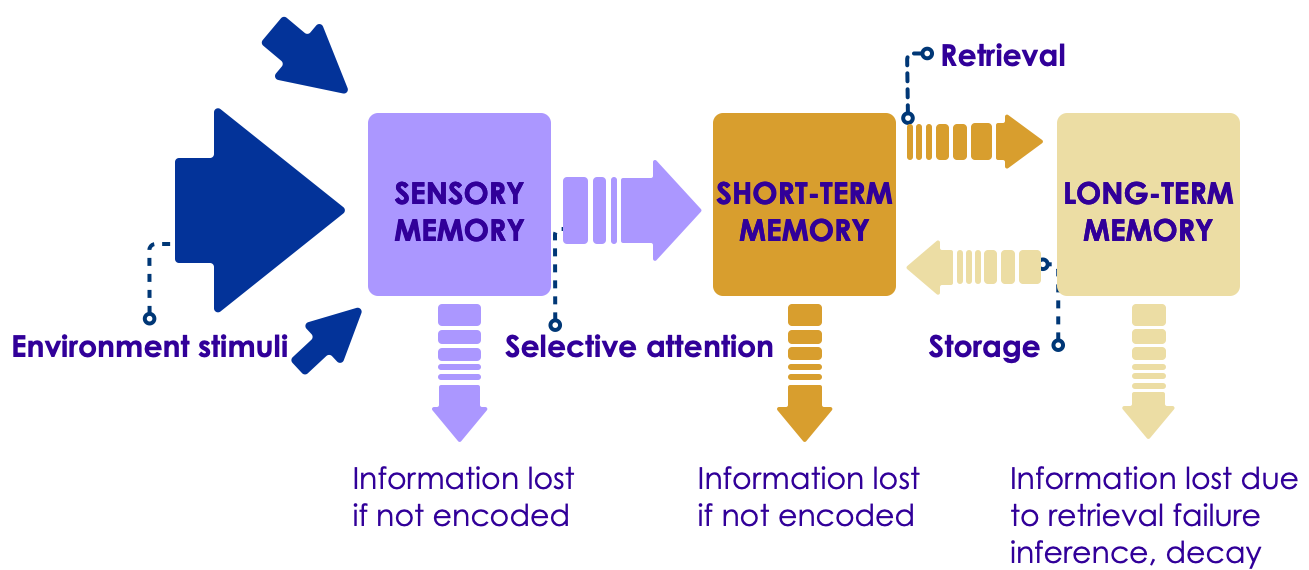 Retrieval
SENSORY
MEMORY
SHORT-TERM
MEMORY
LONG-TERM
MEMORY
Environment stimuli
Selective attention
Storage
Information lost
if not encoded
Information lost
if not encoded
Information lost due
to retrieval failure
inference, decay